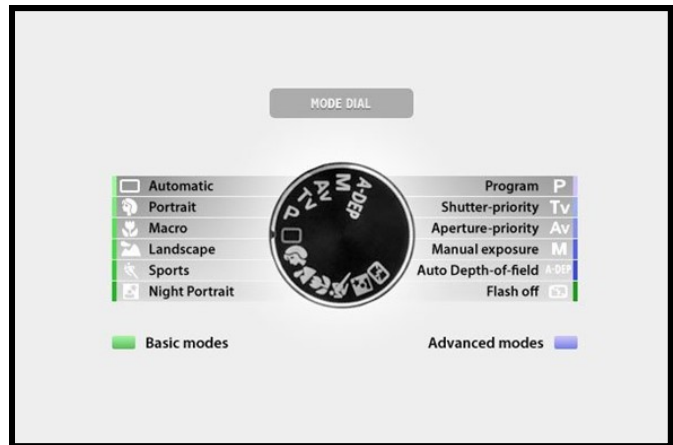 MODE DIAL
Automatic
Portrait
Macro
Landscape
Sports
Night Portrait
P
Tv
Av
M
A-DEP
Program P
Shutter-priority Tv
Aperture-priority Av
Manual exposure M
Auto Depth-of-field A-DEP
Flash off
Basic modes
Advanced modes